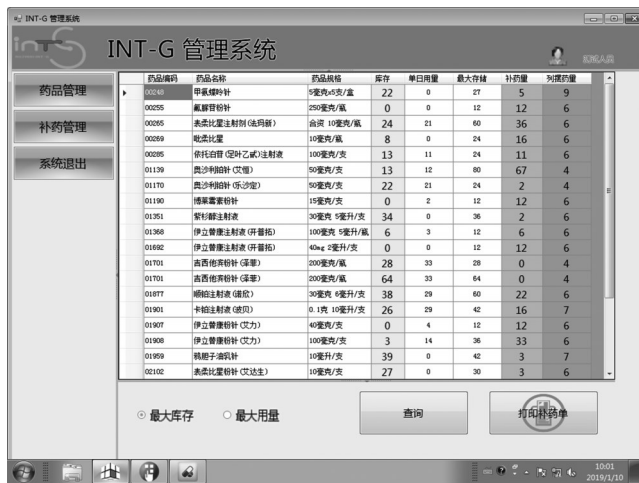 INT-G 管理系统
INT-G 管理系统
药品管理
补药管理
系统退出
药品编码 药品名称 药品规格 库存 单日用量 最大存储 补药量 列摆药量
00248 甲氨蝶呤针 5毫克x5支/盒 22 0 27 5 9
00255 氟脲苷粉针 250毫克/瓶 0 0 12 12 6
00265 表柔比星注射剂(法玛新) 合资 10毫克/瓶 24 21 60 36 6
00269 吡柔比星 10毫克/瓶 8 0 24 16 6
00285 依托泊苷(足叶乙甙)注射液 100毫克/支 13 11 24 11 6
01139 奥沙利铂针(艾恒) 50毫克/支 13 12 80 67 4
01170 奥沙利铂针(乐沙定) 50毫克/支 22 21 24 2 4
01190 博莱霉素粉针 15毫克/支 0 2 12 12 6
01351 紫杉醇注射液 30毫克 5毫升/支 34 0 36 2 6
01368 伊立替康注射液(开普拓) 100毫克 5毫升/瓶 6 3 12 6 6
01692 伊立替康注射液(开普拓) 40mg 2毫升/支 0 0 12 12 6
01701 吉西他滨粉针(泽菲) 200毫克/瓶 28 33 28 0 4
01701 吉西他滨粉针(泽菲) 200毫克/瓶 64 33 64 0 4
01877 顺铂注射液(诺欣) 30毫克 6毫升/支 38 29 60 22 6
01901 卡铂注射液(波贝) 0.1克 10毫升/支 26 29 42 16 7
01907 伊立替康粉针(艾力) 40毫克/支 0 4 12 12 6
01908 伊立替康粉针(艾力) 100毫克/支 3 14 36 33 6
01959 鸦胆子油乳针 10毫升/支 39 0 42 3 7
02102 表柔比星粉针(艾达生) 10毫克/支 27 0 30 3 6
最大库存 最大用量 查询 打印补药单
10:01
2019/1/10